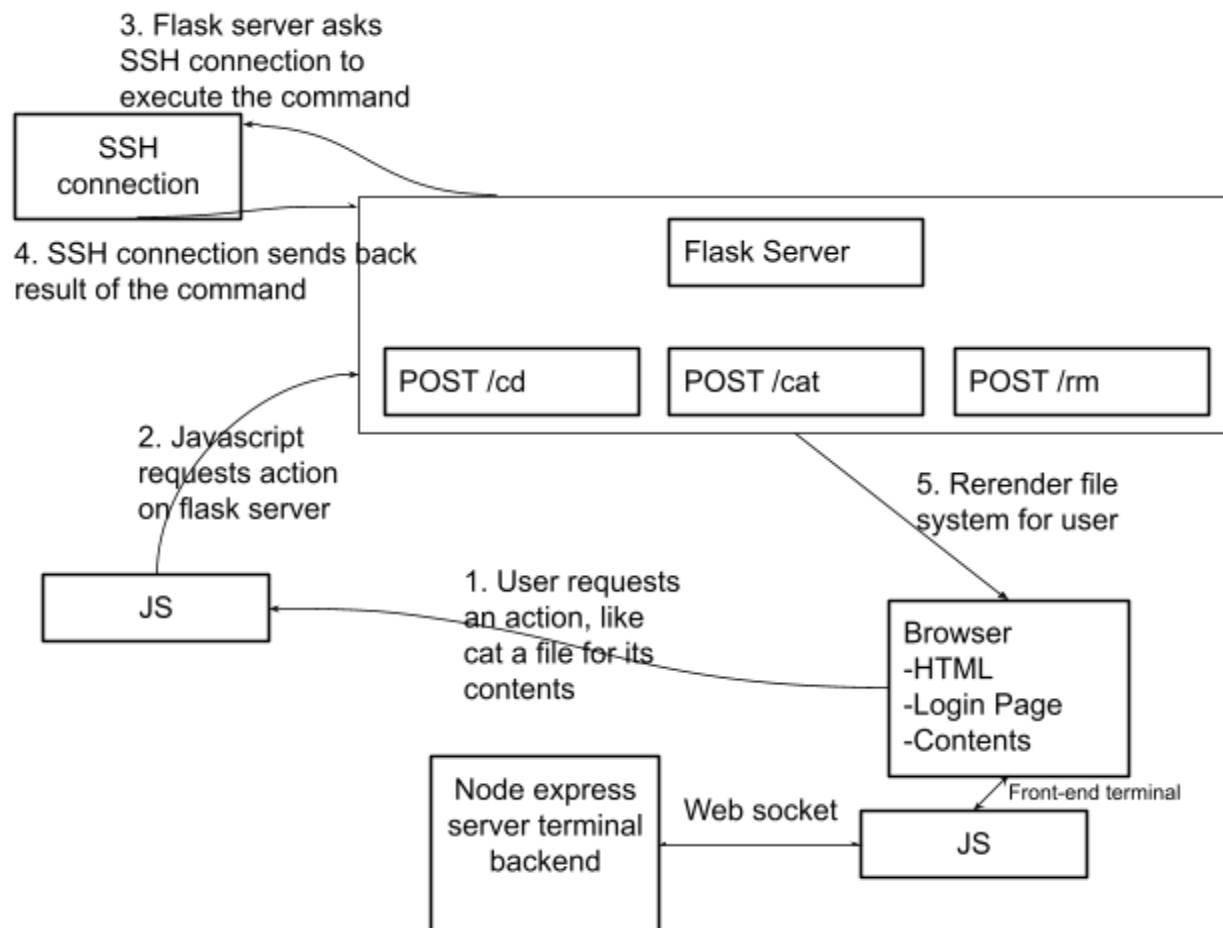 3. Flask server asks
SSH connection to
execute the command
SSH
connection
4. SSH connection sends back
result of the command
Flask Server
POST /cd
POST /cat
POST /rm
2. Javascript
requests action
on flask server
5. Rerender file
system for user
JS
1. User requests
an action, like
cat a file for its
contents
Browser
-HTML
-Login Page
-Contents
Front-end terminal
Node express
server terminal
backend
Web socket
JS